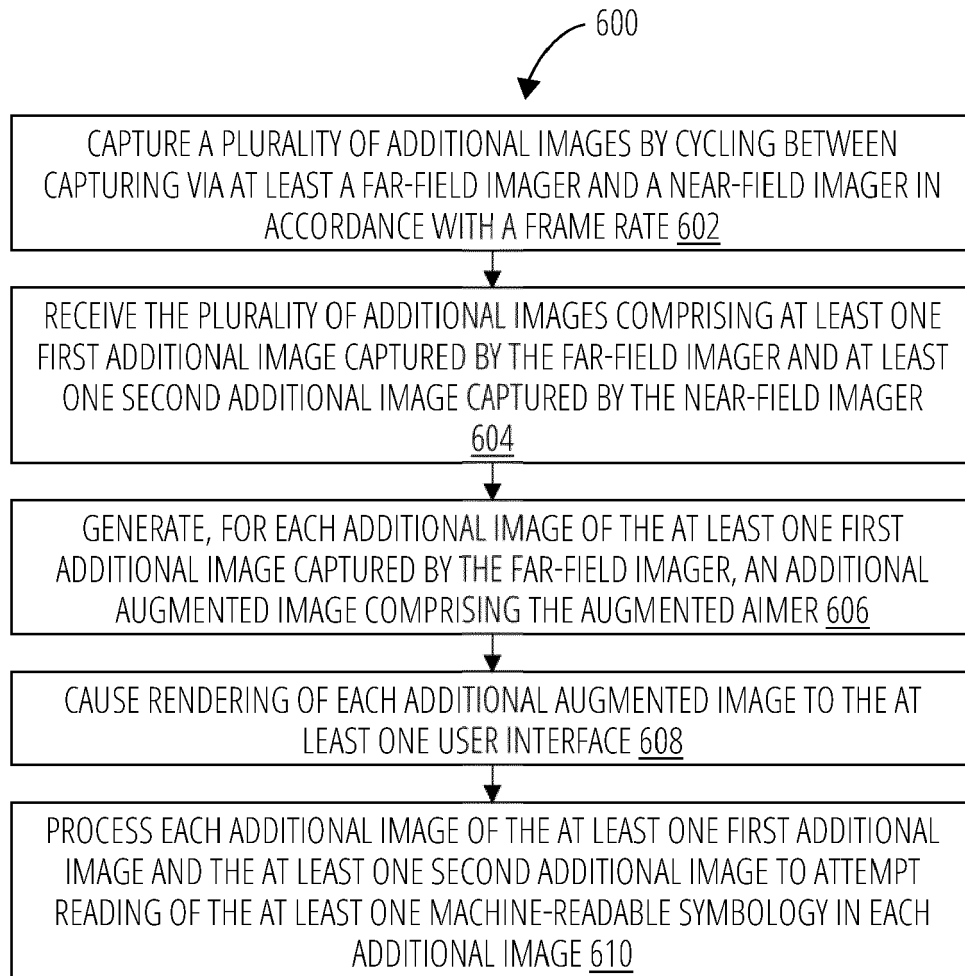 600
CAPTURE A PLURALITY OF ADDITIONAL IMAGES BY CYCLING BETWEEN
CAPTURING VIA AT LEAST A FAR-FIELD IMAGER AND A NEAR-FIELD IMAGER IN
ACCORDANCE WITH A FRAME RATE 602
RECEIVE THE PLURALITY OF ADDITIONAL IMAGES COMPRISING AT LEAST ONE
FIRST ADDITIONAL IMAGE CAPTURED BY THE FAR-FIELD IMAGER AND AT LEAST
ONE SECOND ADDITIONAL IMAGE CAPTURED BY THE NEAR-FIELD IMAGER
604
GENERATE, FOR EACH ADDITIONAL IMAGE OF THE AT LEAST ONE FIRST
ADDITIONAL IMAGE CAPTURED BY THE FAR-FIELD IMAGER, AN ADDITIONAL
AUGMENTED IMAGE COMPRISING THE AUGMENTED AIMER 606
CAUSE RENDERING OF EACH ADDITIONAL AUGMENTED IMAGE TO THE AT
LEAST ONE USER INTERFACE 608
PROCESS EACH ADDITIONAL IMAGE OF THE AT LEAST ONE FIRST ADDITIONAL
IMAGE AND THE AT LEAST ONE SECOND ADDITIONAL IMAGE TO ATTEMPT
READING OF THE AT LEAST ONE MACHINE-READABLE SYMBOLOGY IN EACH
ADDITIONAL IMAGE 610